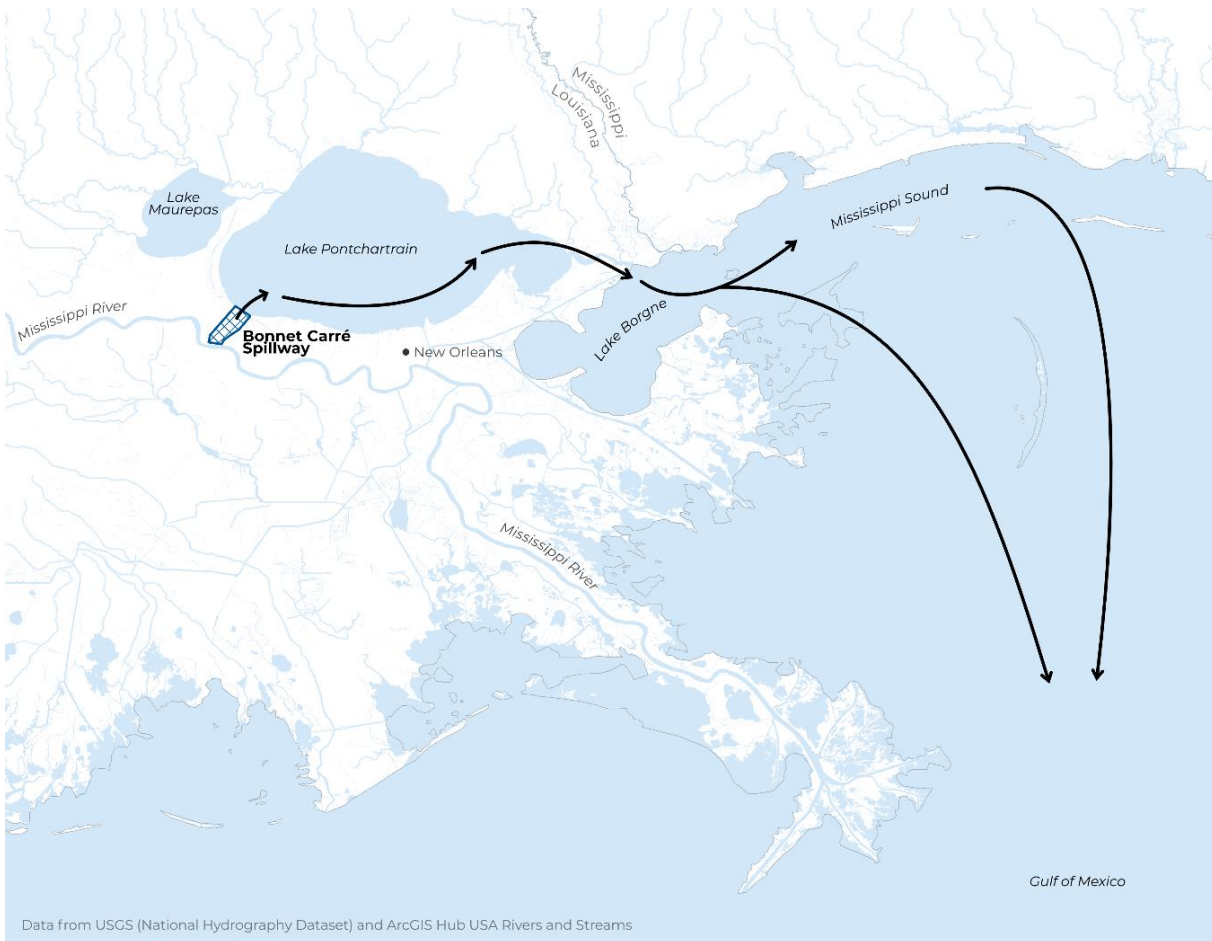 Mississippi
Louisiana
Lake
Maurepas
Mississippi Sound
Lake Pontchartrain
Mississippi River
Bonnet Carré
Spillway
Lake Borgne
New Orleans
Mississippi River
Gulf of Mexico
Data from USGS (National Hydrography Dataset) and ArcGIS Hub USA Rivers and Streams